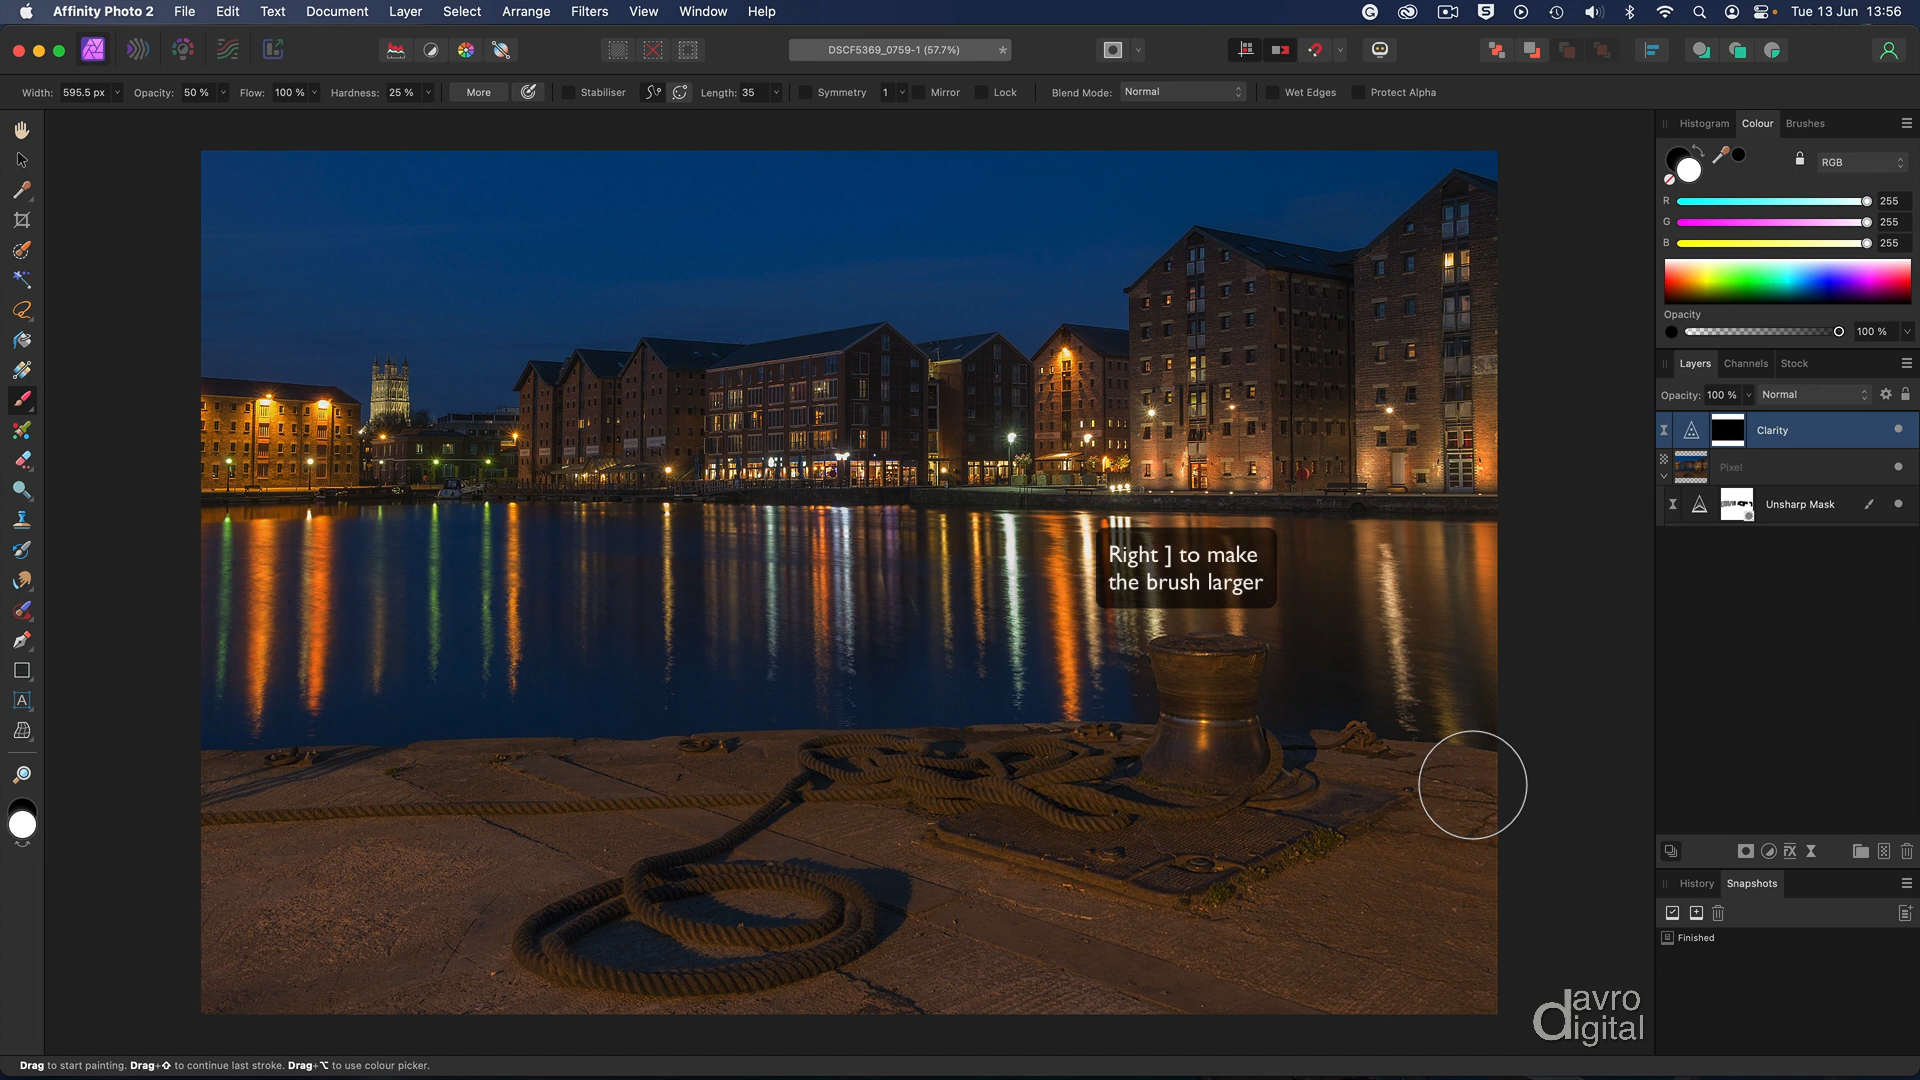 Affinity Photo 2 File Edit Text Document Layer Select Arrange Filters View Window Help Tue 13 Jun 13:56
DSCF5369_0759-1 (57.7%)
Width: 595.5 px Opacity: 50 % Flow: 100 % Hardness: 25 % More Stabiliser Length: 35 Symmetry 1 Mirror Lock Blend Mode: Normal Wet Edges Protect Alpha
Histogram Colour Brushes
RGB
R 255
G 255
B 255
Opacity
100 %
Layers Channels Stock
Opacity: 100 % Normal
Clarity
Pixel
Unsharp Mask
Right ] to make
the brush larger
History Snapshots
Finished
davro
digital
Drag to start painting. Drag+⇧ to continue last stroke. Drag+⌥ to use colour picker.